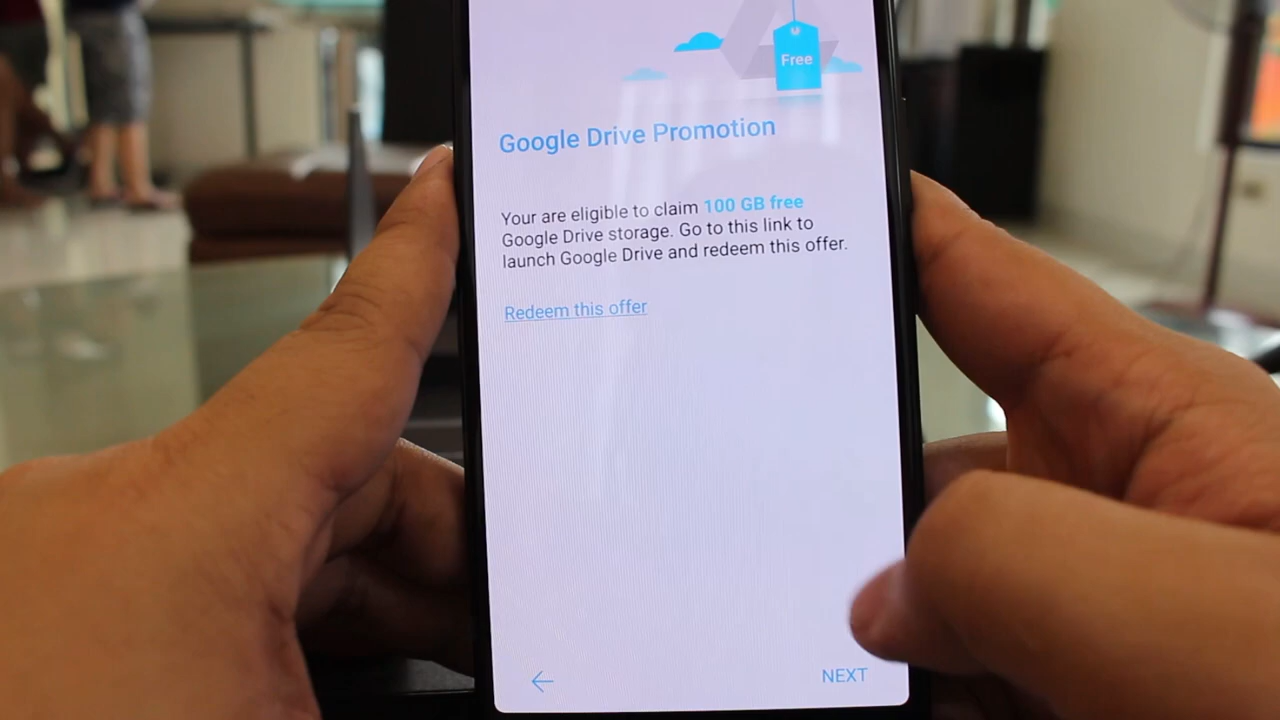 Free
Google Drive Promotion
Your are eligible to claim 100 GB free
Google Drive storage. Go to this link to
launch Google Drive and redeem this offer.
Redeem this offer
NEXT